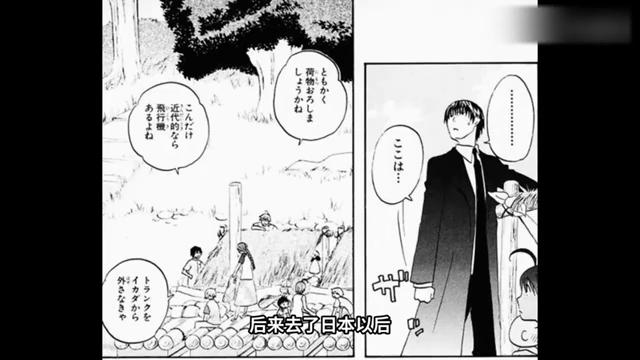 …………
ここは…
ザッ
ともかく
荷物おろしま
しょうかね
こんだけ
近代的なら
飛行機
あるよね
トランクを
イカダから
外さなきゃ
后来去了日本以后